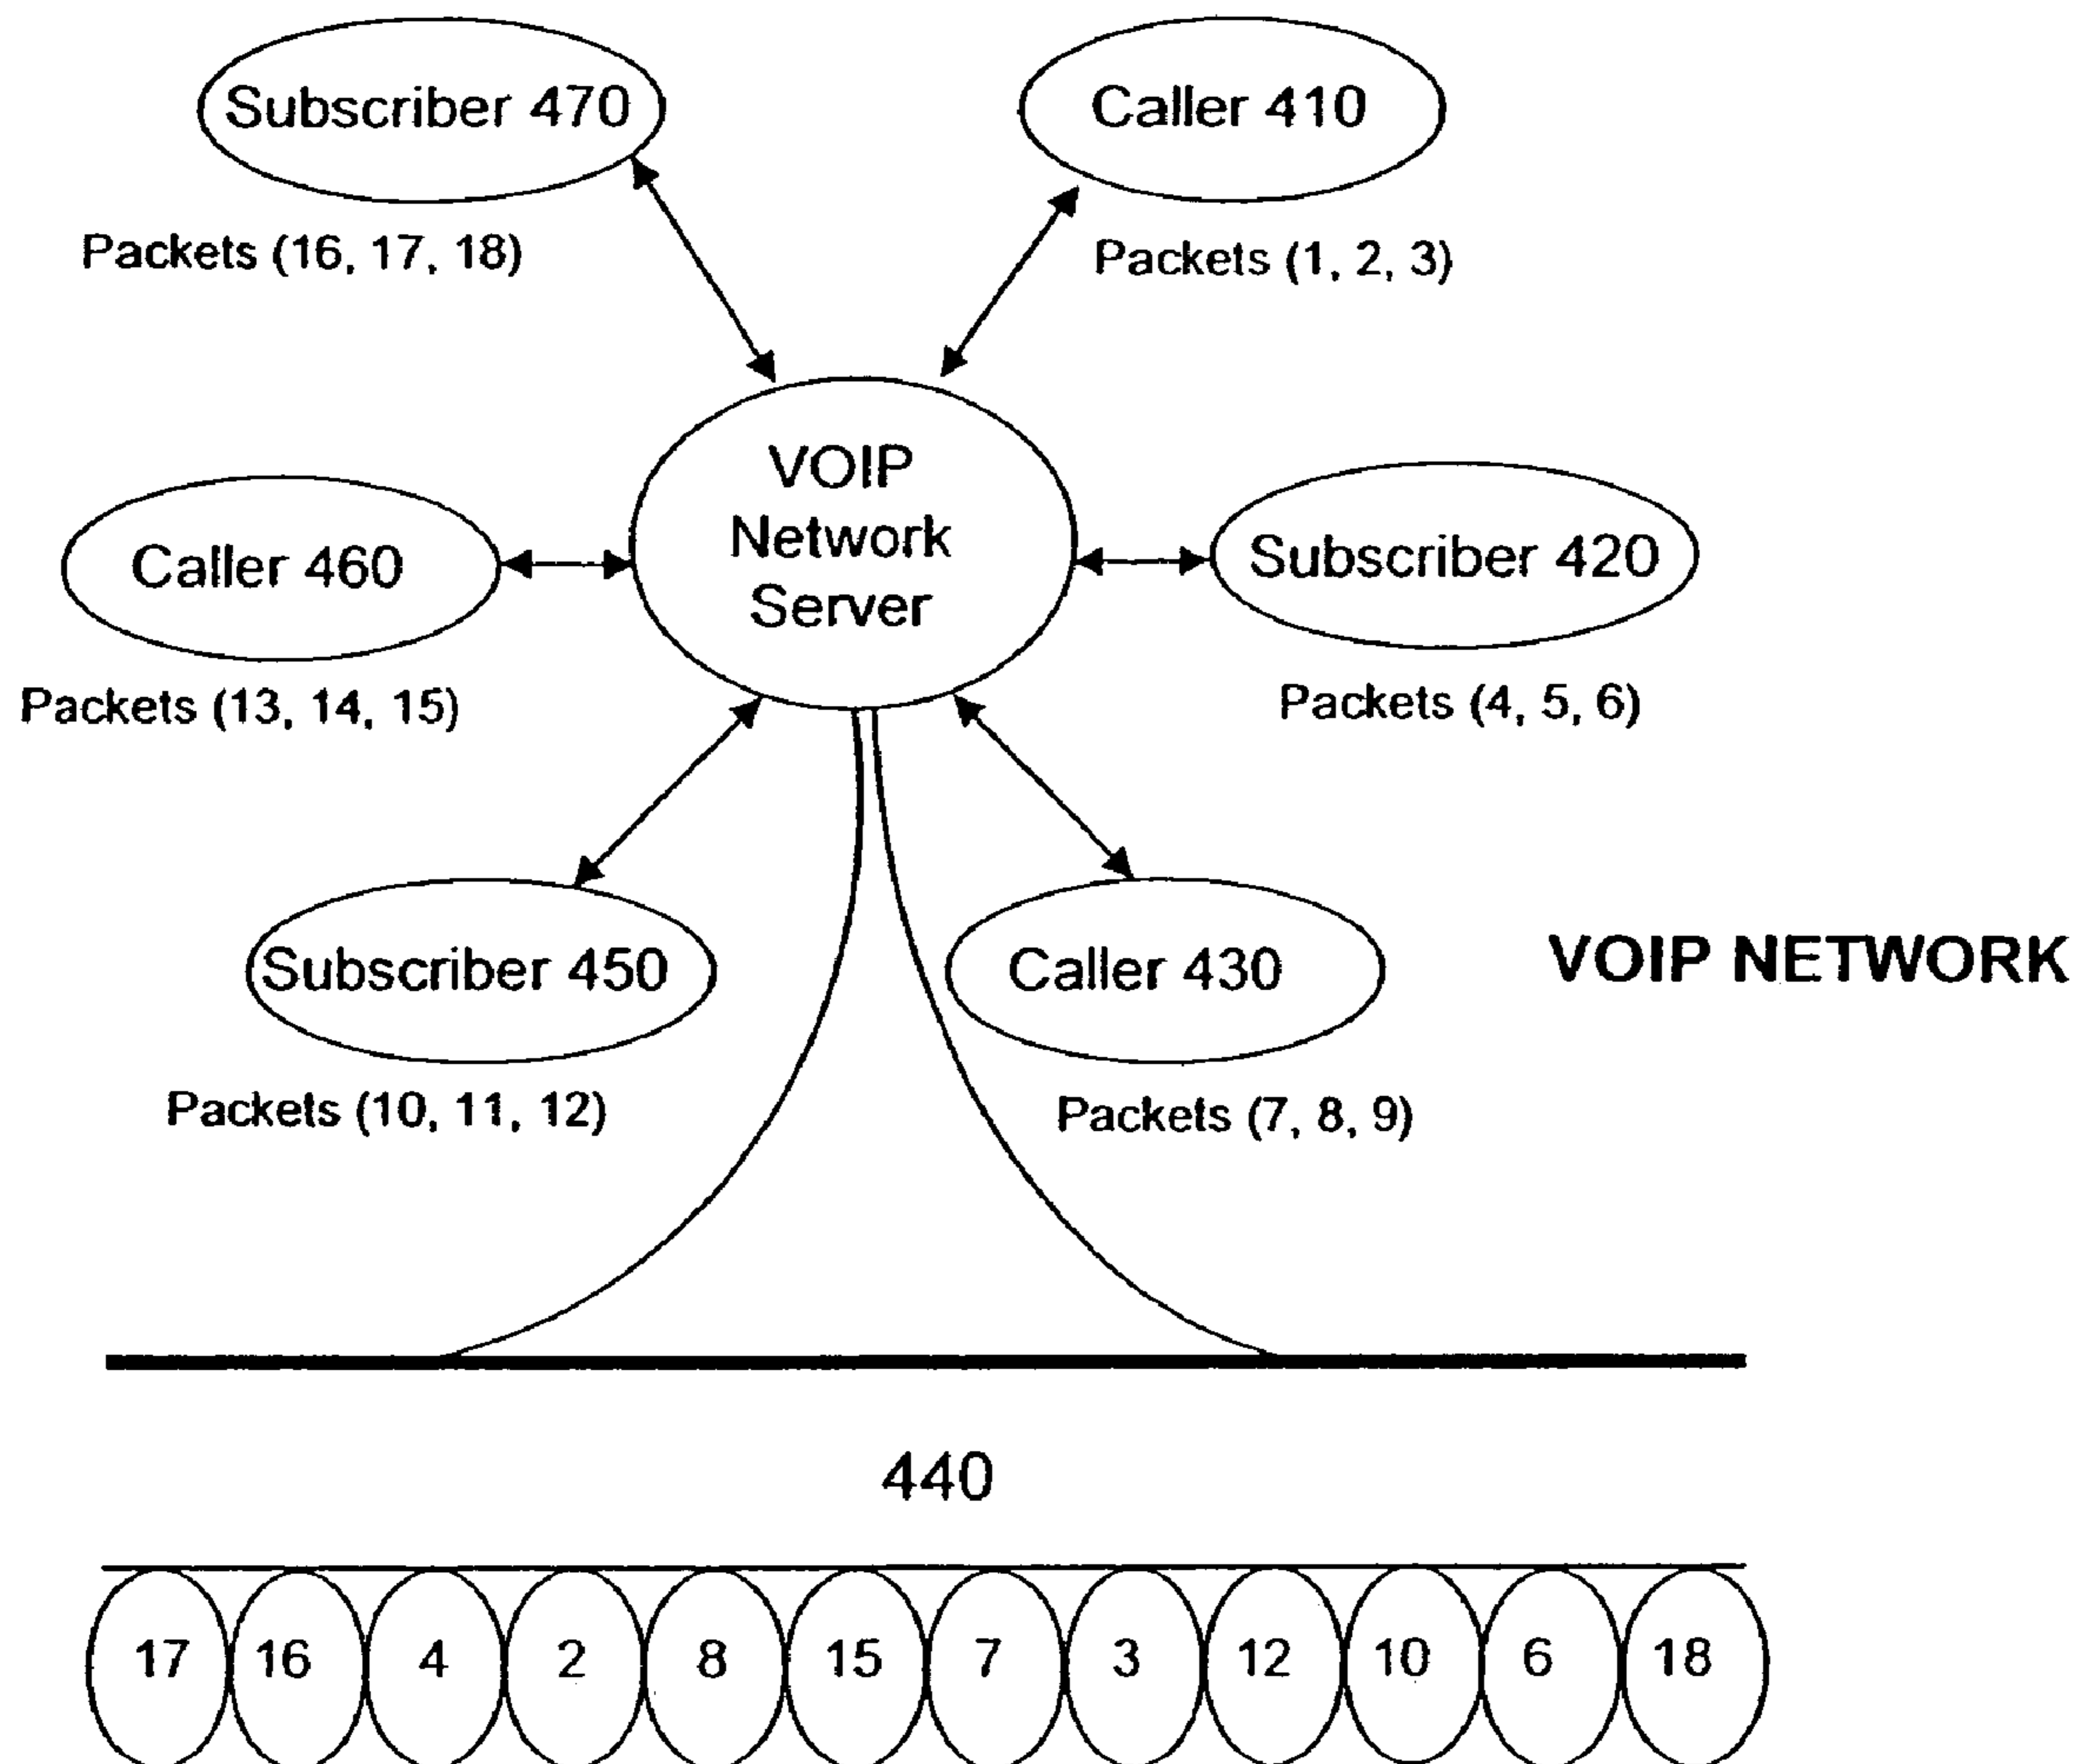 Subscriber 470
Caller 410
Packets (16, 17, 18)
Packets (1, 2, 3)
VOIP
Network
Server
Caller 460
Subscriber 420
Packets (13, 14, 15)
Packets (4, 5, 6)
Subscriber 450
Caller 430
VOIP NETWORK
Packets (10, 11, 12)
Packets (7, 8, 9)
440
17 16 4 2 8 15 7 3 12 10 6 18